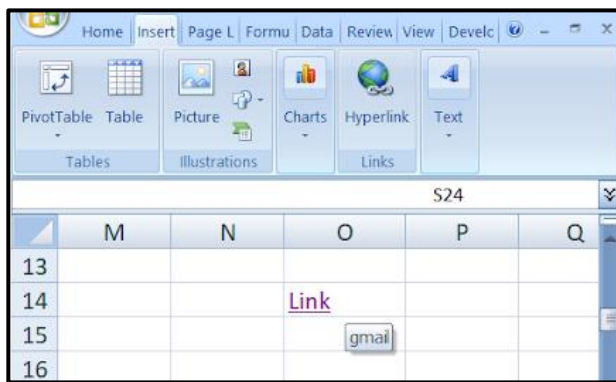 Home Insert Page L Formu Data Review View Develc
PivotTable Table Picture Charts Hyperlink Text
Tables Illustrations Links
S24
M N O P Q
13
14 Link
15 gmail
16